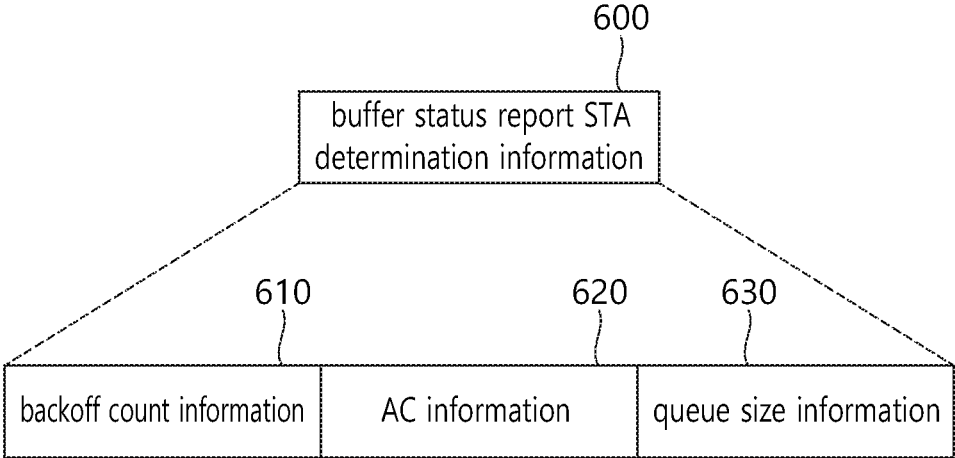 600
buffer status report STA
determination information
610
620
630
backoff count information
AC information
queue size information